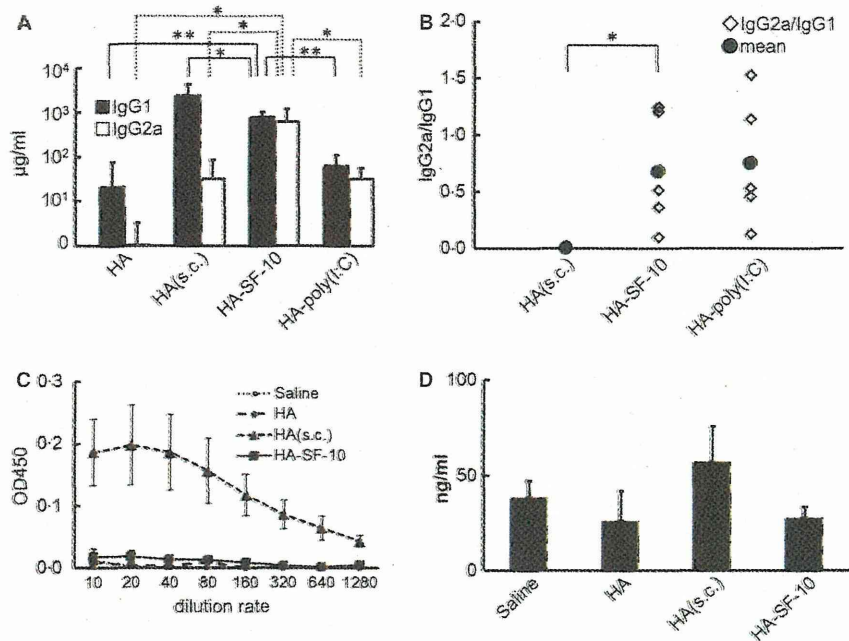 A
** * *
* * ** *
10⁴
10³
10²
10¹
0
µg/ml
IgG1
IgG2a
HA
HA(s.c.)
HA-SF-10
HA-poly(I:C)
B
IgG2a/IgG1
mean
*
2·0
1·5
1·0
0·5
0·0
IgG2a/IgG1
HA(s.c.)
HA-SF-10
HA-poly(I:C)
C
0·3
0·2
0·1
0·0
OD450
Saline
HA
HA(s.c.)
HA-SF-10
10 20 40 80 160 320 640 1280
dilution rate
D
100
50
0
ng/ml
Saline
HA
HA(s.c.)
HA-SF-10